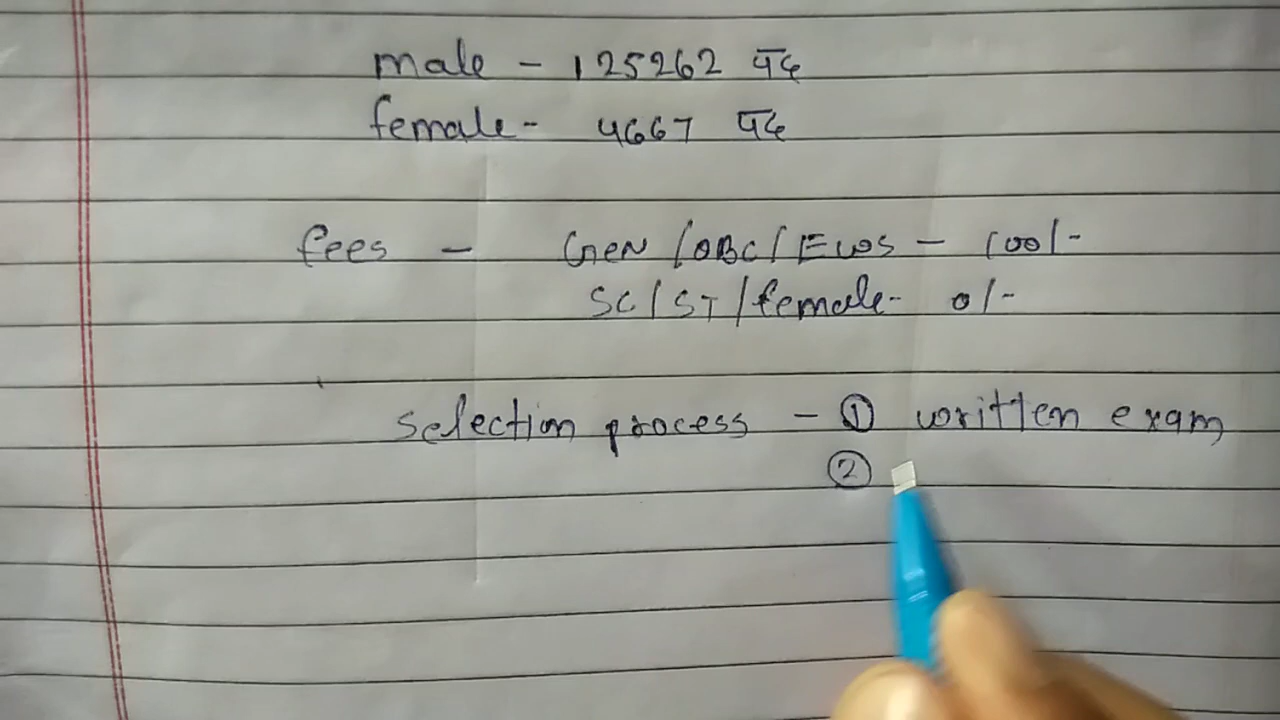 male - 125262 पद
female - 4667 पद
fees - Gen/OBC/Ews - 100/-
SC/ST/female - 0/-
selection process - ① written exam
②